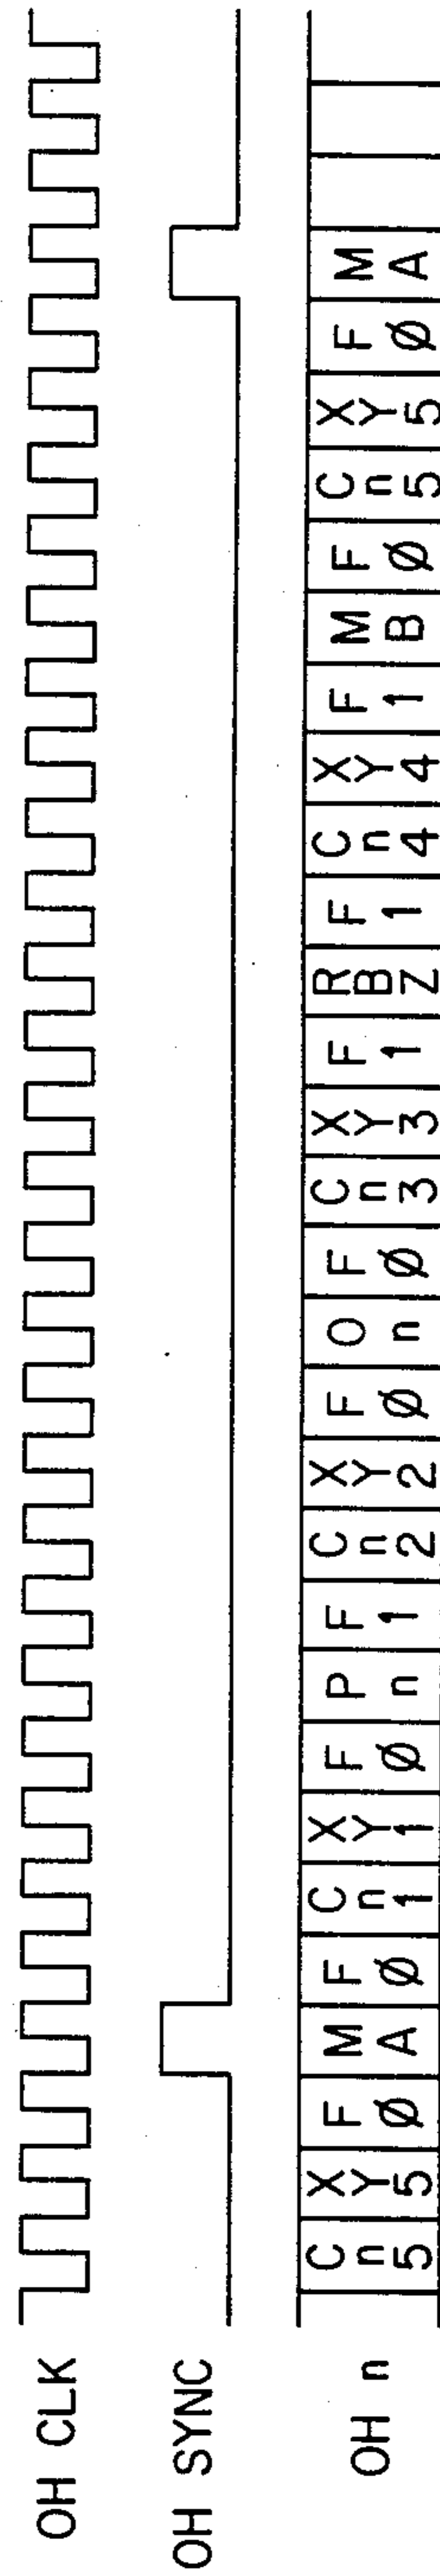 OH CLK
OH SYNC
OH n Cn5 XY5 FØ MA FØ Cn1 XY1 FØ Pn F1 Cn2 XY2 FØ On FØ Cn3 XY3 F1 RBZ F1 Cn4 XY4 F1 MB FØ Cn5 XY5 FØ MA